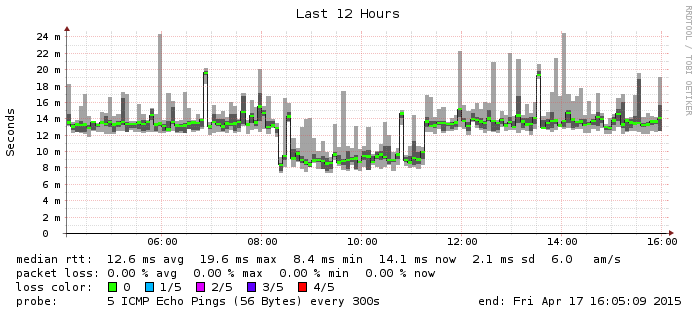 Last 12 Hours
RRDTOOL / TOBI OETIKER
Seconds
24 m
22 m
20 m
18 m
16 m
14 m
12 m
10 m
8 m
6 m
4 m
2 m
0
06:00 08:00 10:00 12:00 14:00 16:00
median rtt: 12.6 ms avg 19.6 ms max 8.4 ms min 14.1 ms now 2.1 ms sd 6.0 am/s
packet loss: 0.00 % avg 0.00 % max 0.00 % min 0.00 % now
loss color: 0 1/5 2/5 3/5 4/5
probe: 5 ICMP Echo Pings (56 Bytes) every 300s end: Fri Apr 17 16:05:09 2015